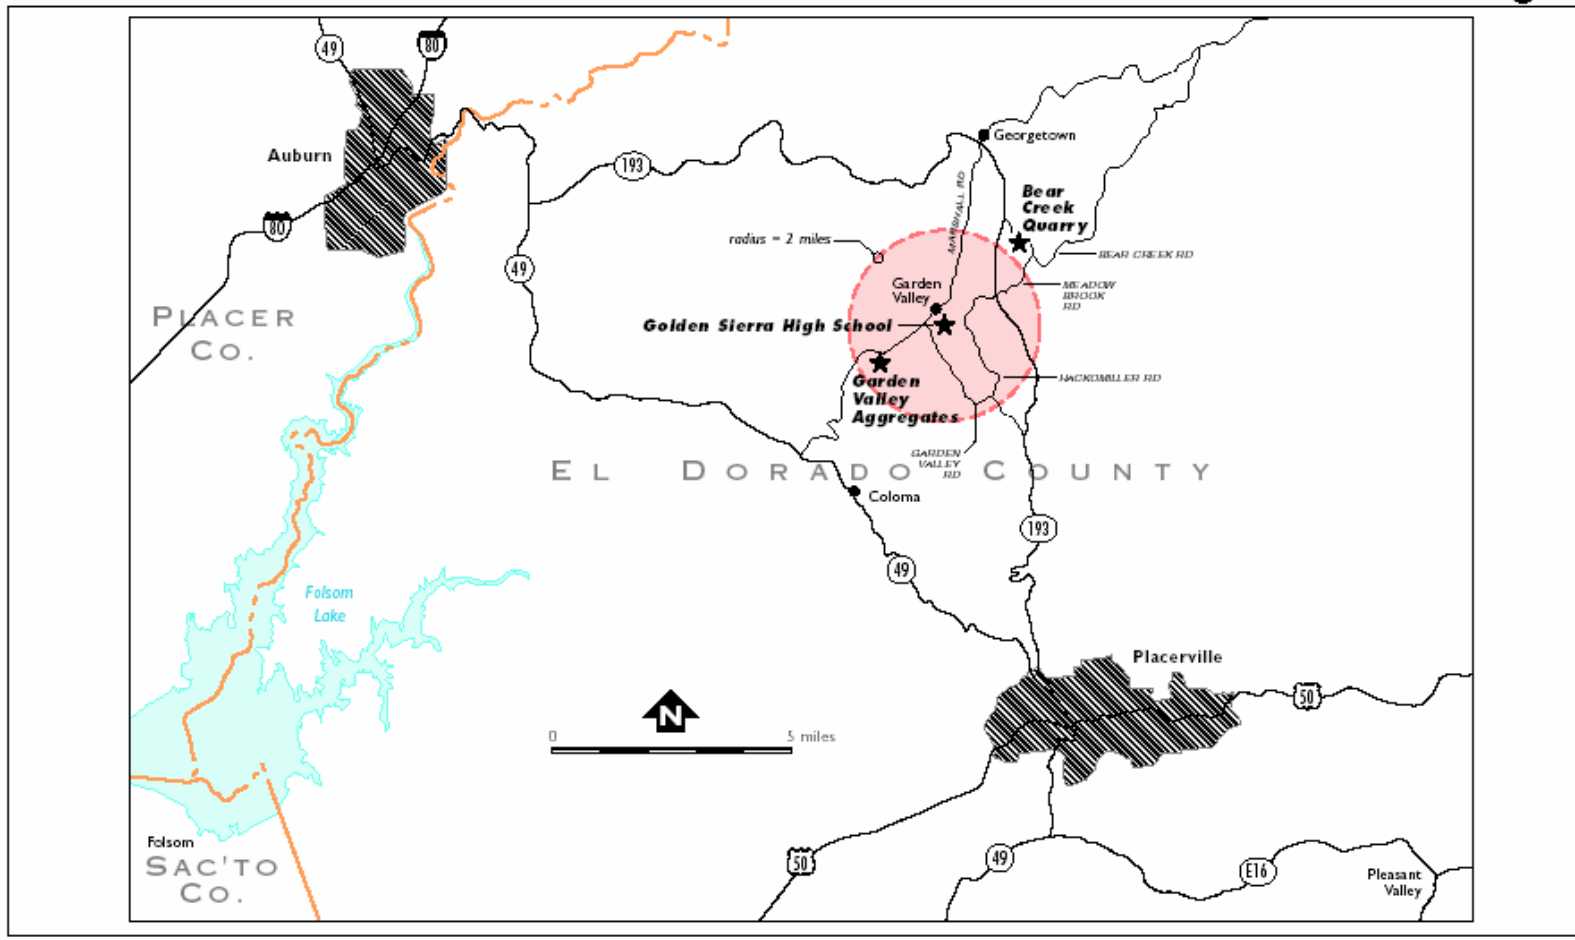 49
80
Georgetown
Auburn
193
MARSHALL RD
Bear
Creek
Quarry
80
radius = 2 miles
49
BEAR CREEK RD
Garden
Valley
MEADOW
BROOK
RD
PLACER
CO.
Golden Sierra High School
HACKOMILLER RD
Garden
Valley
Aggregates
GARDEN
VALLEY
RD
EL DORADO COUNTY
Coloma
193
49
Folsom
Lake
Placerville
50
N
0
5 miles
Folsom
SAC'TO
CO.
50
49
E16
Pleasant
Valley